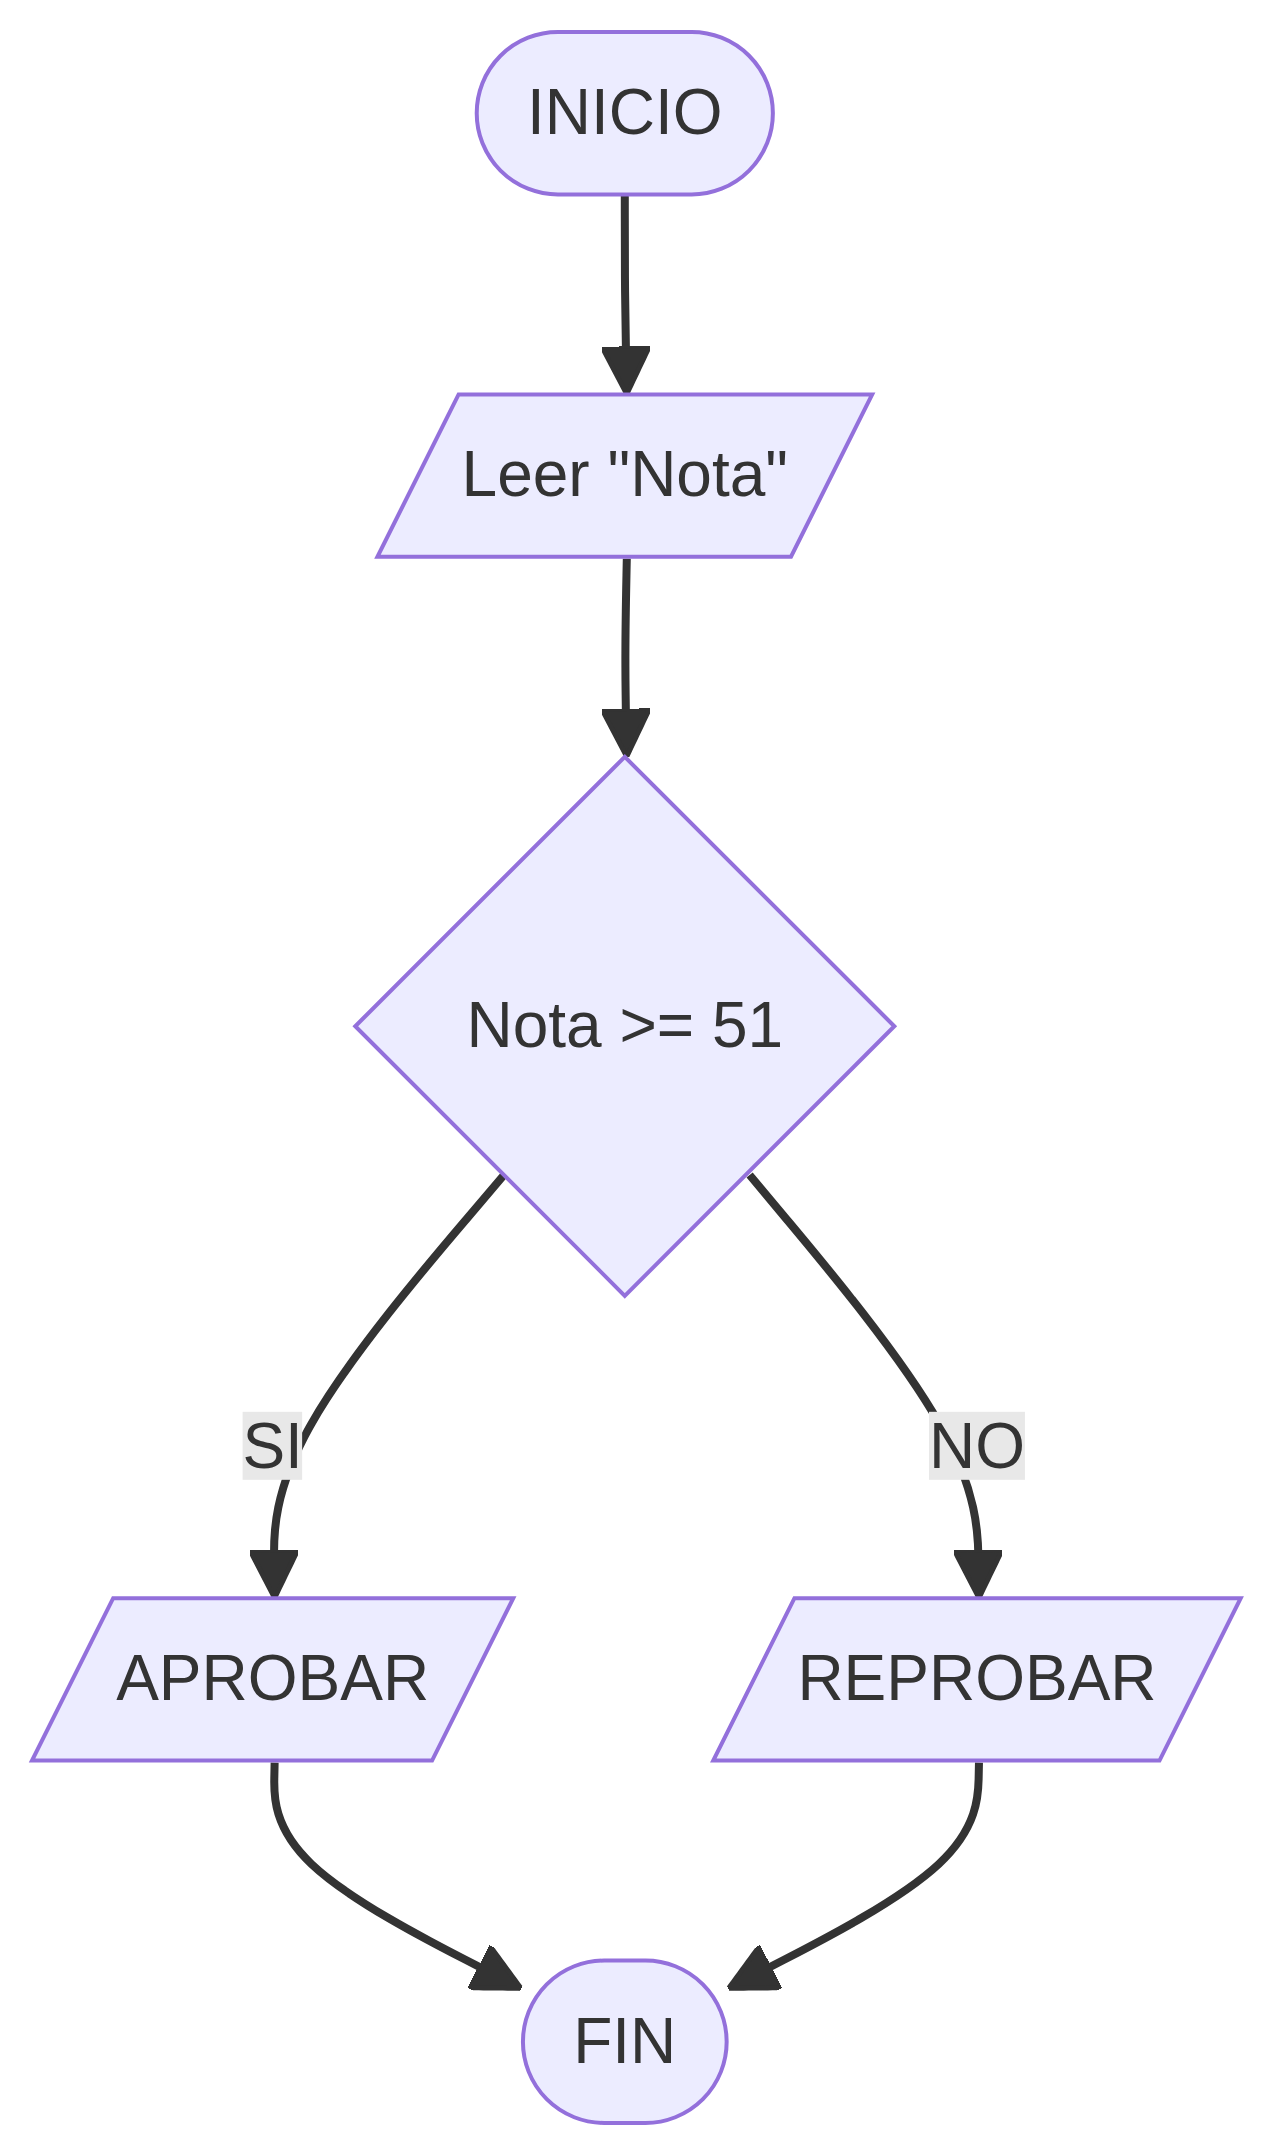 INICIO
Leer "Nota"
Nota >= 51
SI
NO
APROBAR
REPROBAR
FIN